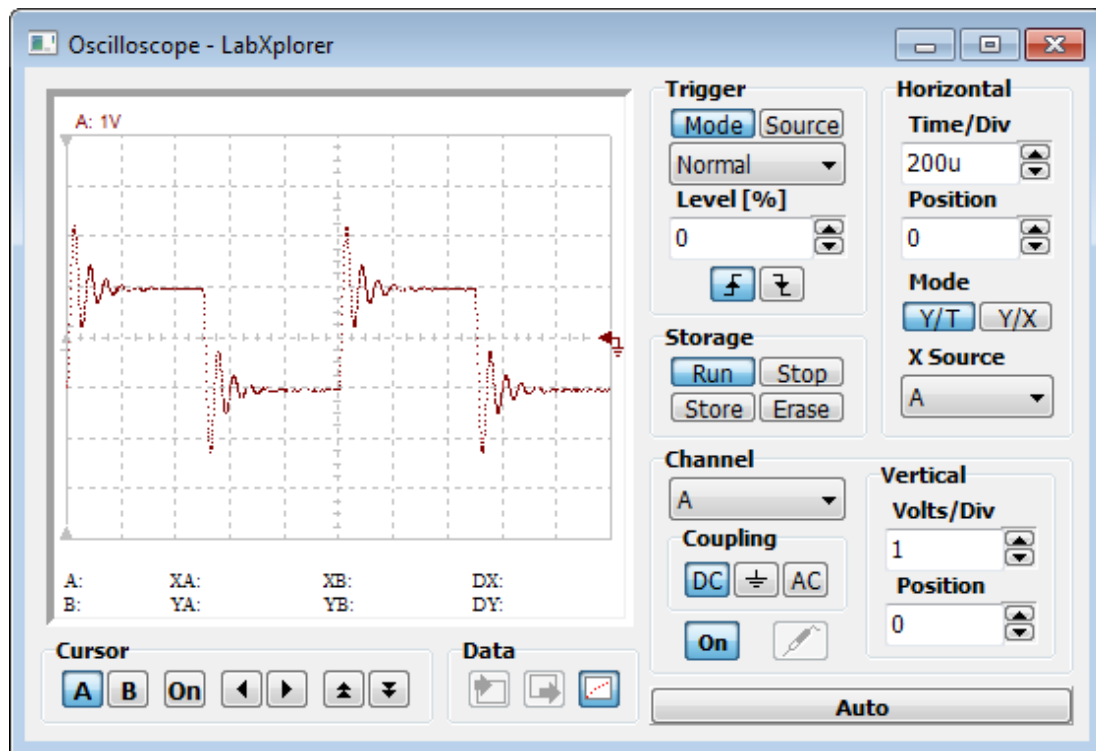 Oscilloscope - LabXplorer
A: 1V
A: XA: XB: DX:
B: YA: YB: DY:
Cursor
A B On
Data
Trigger
Mode Source
Normal
Level [%]
0
Storage
Run Stop
Store Erase
Horizontal
Time/Div
200u
Position
0
Mode
Y/T Y/X
X Source
A
Channel
A
Coupling
DC AC
On
Vertical
Volts/Div
1
Position
0
Auto